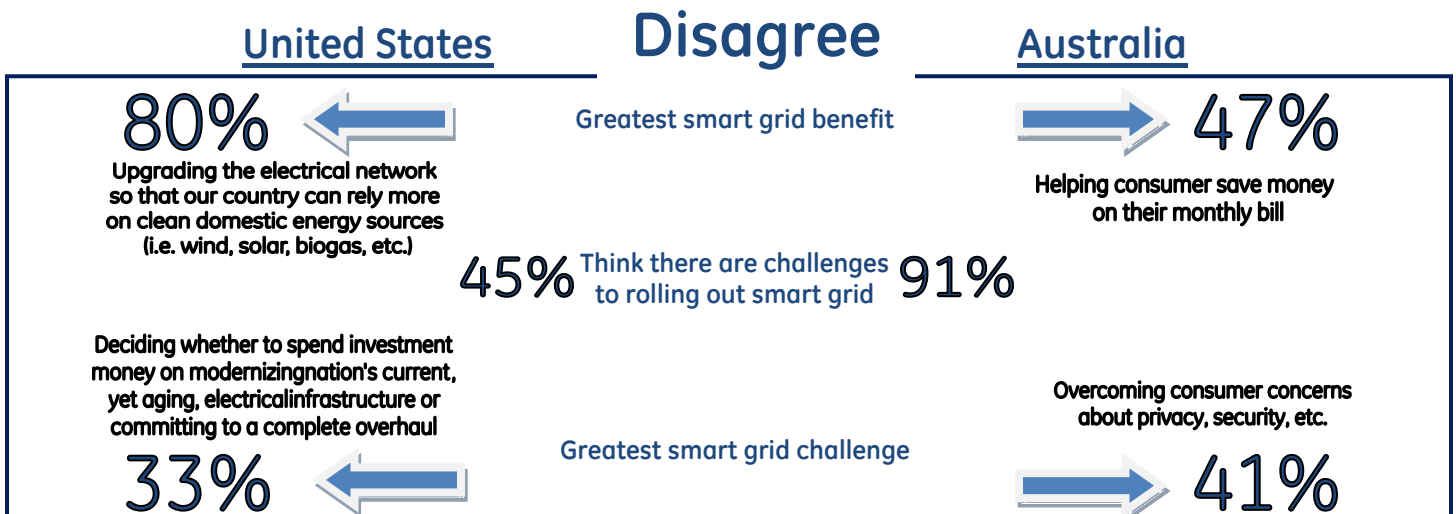 Disagree
United States
Australia
80%
Greatest smart grid benefit
47%
Upgrading the electrical network
so that our country can rely more
on clean domestic energy sources
(i.e. wind, solar, biogas, etc.)
Helping consumer save money
on their monthly bill
45%
Think there are challenges
to rolling out smart grid
91%
Deciding whether to spend investment
money on modernizingnation's current,
yet aging, electricalinfrastructure or
committing to a complete overhaul
33%
Greatest smart grid challenge
Overcoming consumer concerns
about privacy, security, etc.
41%